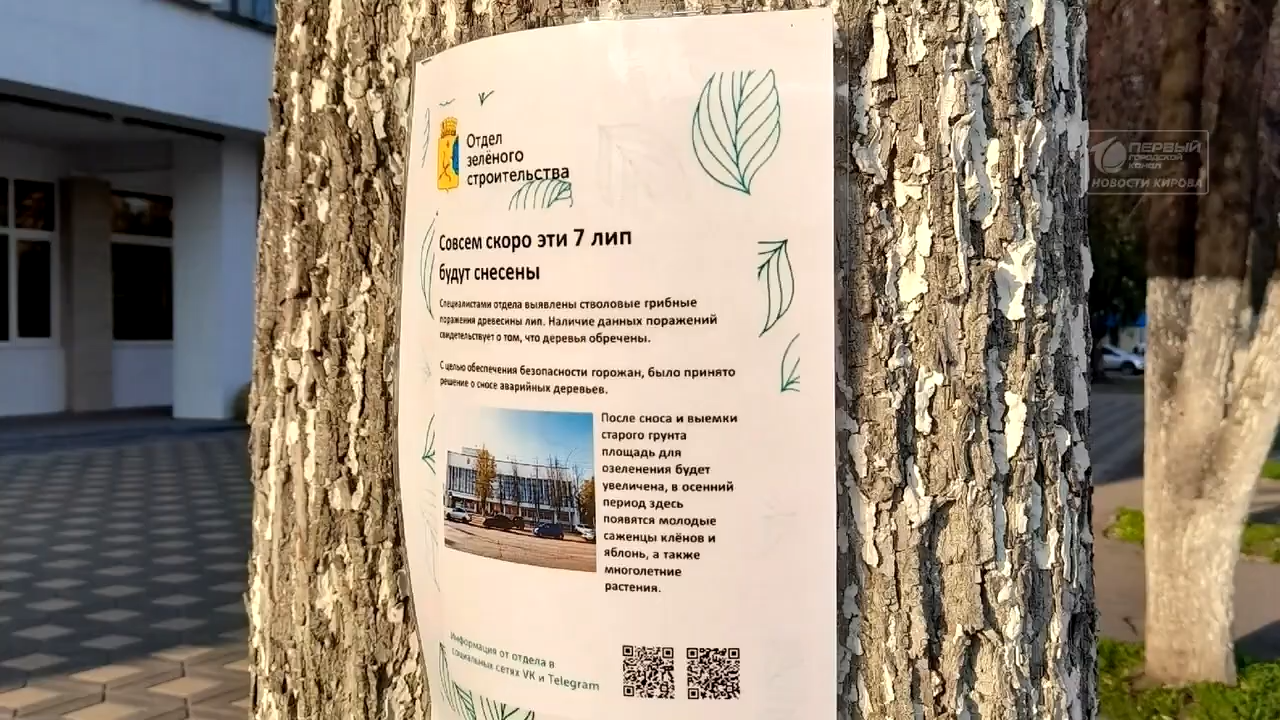 Отдел
зелёного
строительства
Совсем скоро эти 7 лип
будут снесены
Специалистами отдела выявлены стволовые грибные
поражения древесины лип. Наличие данных поражений
свидетельствует о том, что деревья обречены.
С целью обеспечения безопасности горожан, было принято
решение о сносе аварийных деревьев.
После сноса и выемки
старого грунта
площадь для
озеленения будет
увеличена, в осенний
период здесь
появятся молодые
саженцы клёнов и
яблонь, а также
многолетние
растения.
Информация от отдела в
социальных сетях VK и Telegram
ПЕРВЫЙ
ГОРОДСКОЙ
КАНАЛ
НОВОСТИ КИРОВА